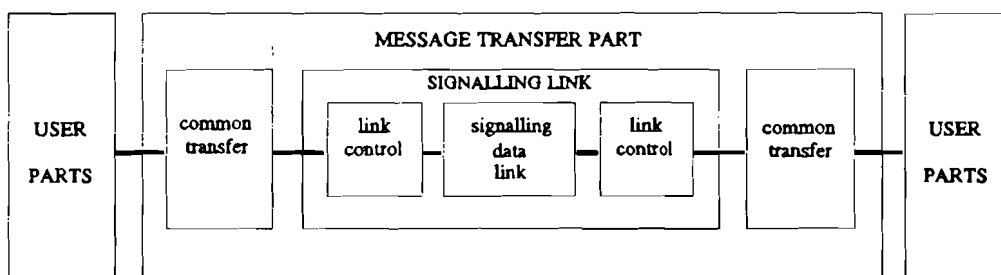 MESSAGE TRANSFER PART
SIGNALLING LINK
USER
PARTS
common
transfer
link
control
signalling
data
link
link
control
common
transfer
USER
PARTS